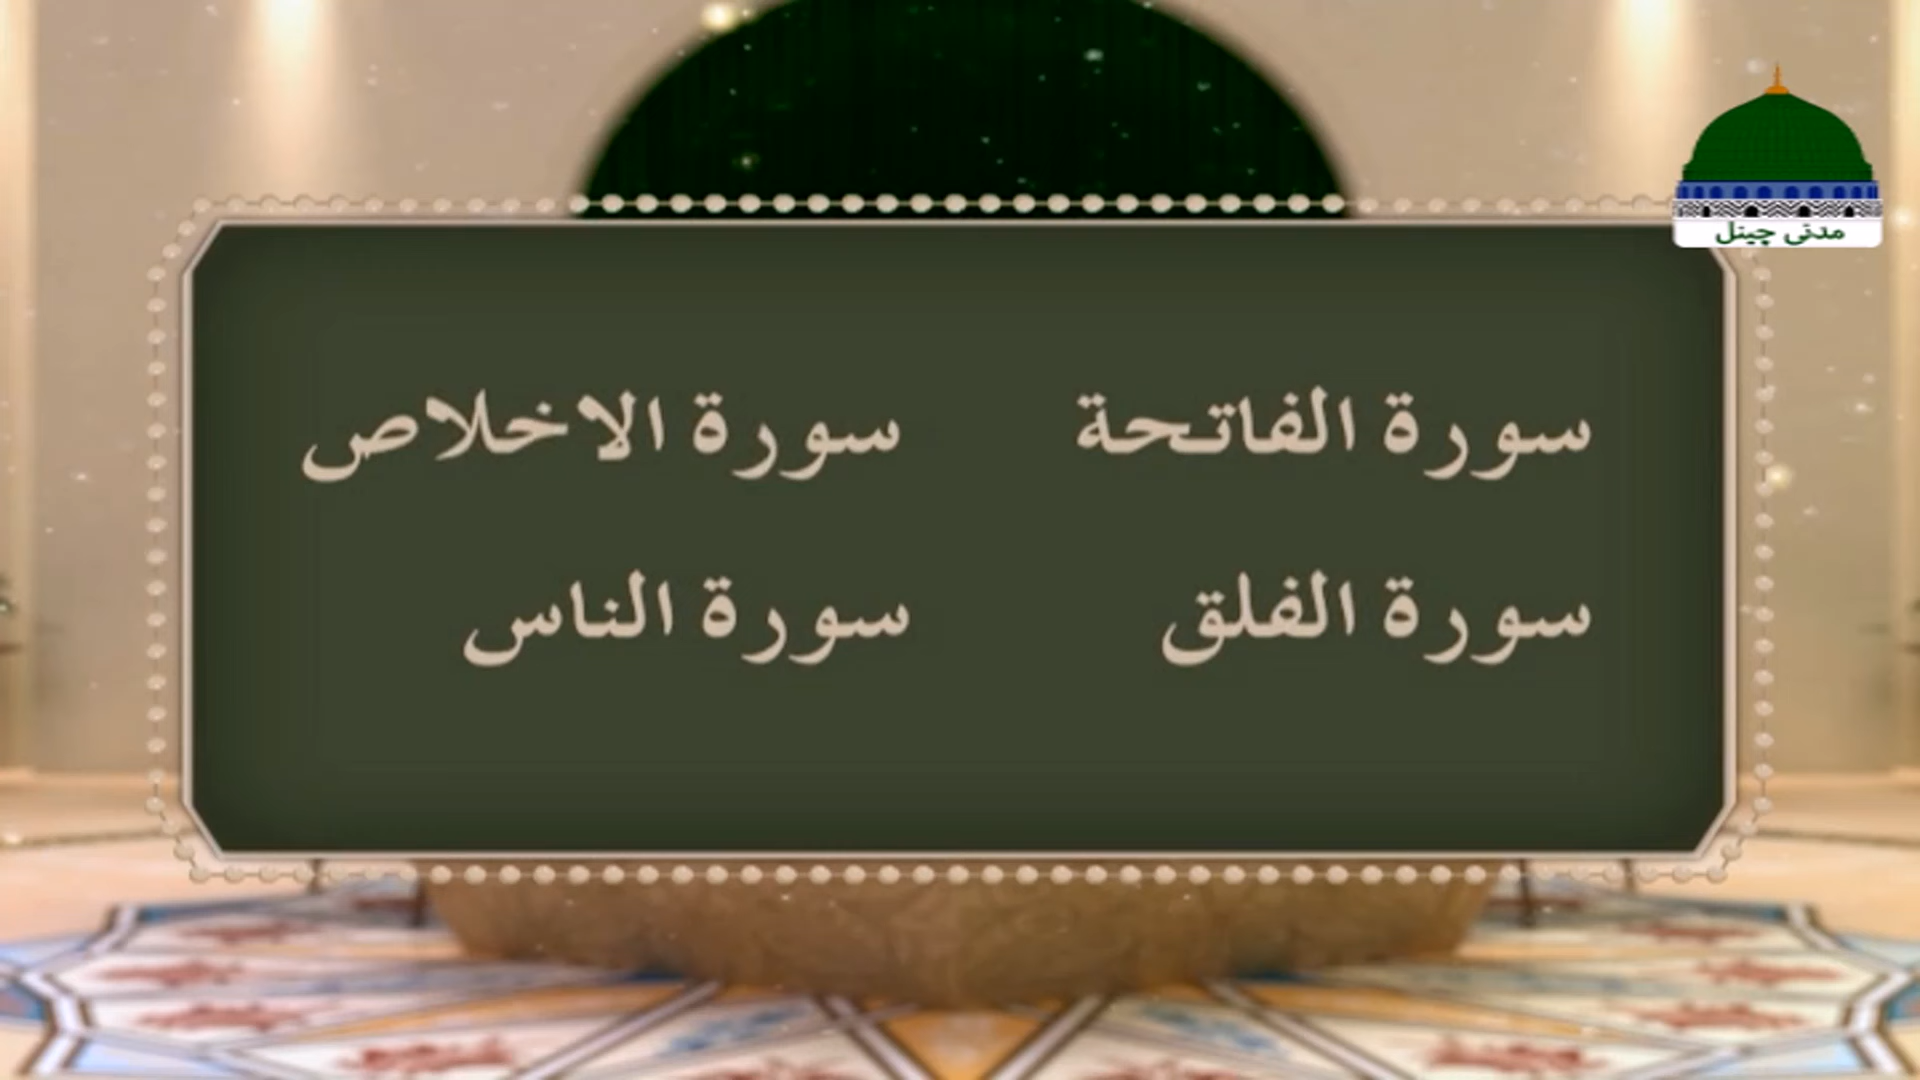 مدنی چینل
سورة الفاتحة سورة الاخلاص
سورة الفلق سورة الناس